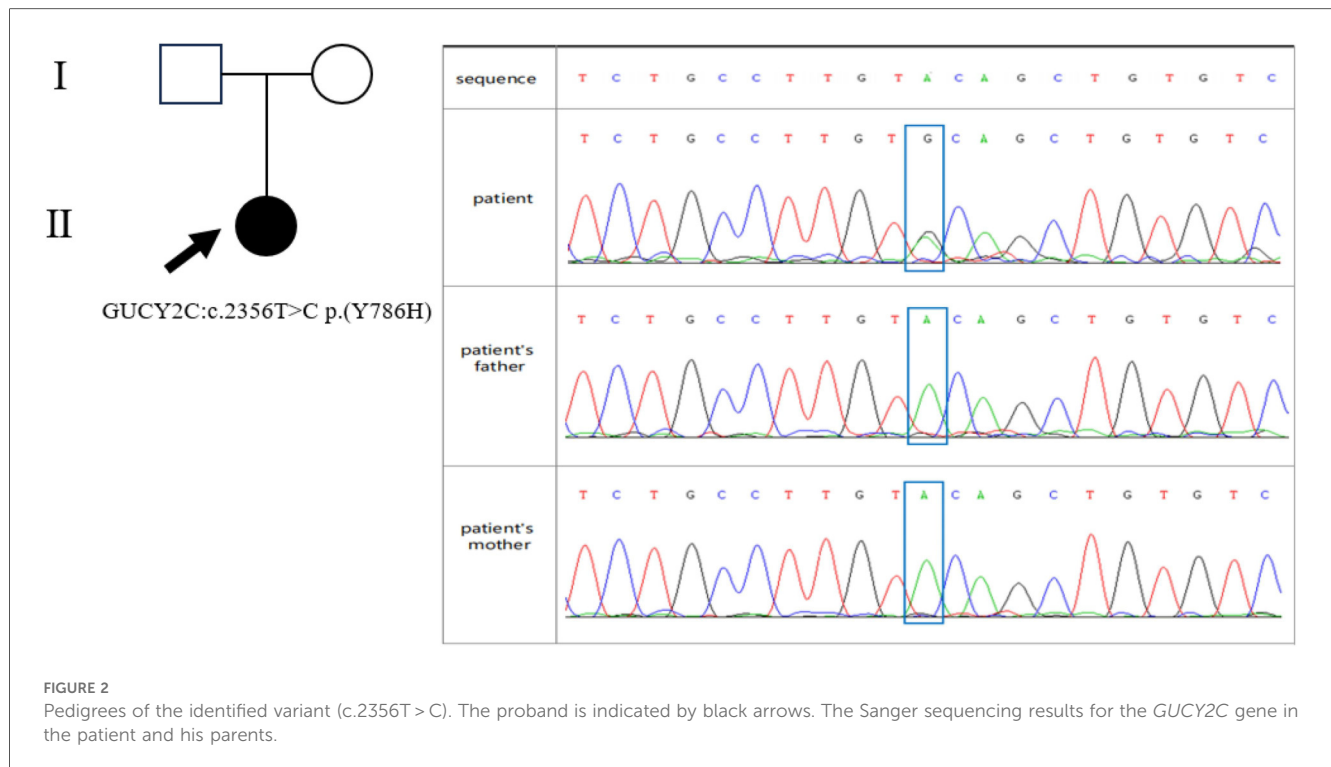 I
II
GUCY2C:c.2356T>C p.(Y786H)
sequence
T C T G C C T T G T A C A G C T G T G T C
patient
T C T G C C T T G T G C A G C T G T G T C
patient's
father
T C T G C C T T G T A C A G C T G T G T C
patient's
mother
T C T G C C T T G T A C A G C T G T G T C
FIGURE 2
Pedigrees of the identified variant (c.2356T > C). The proband is indicated by black arrows. The Sanger sequencing results for the GUCY2C gene in
the patient and his parents.